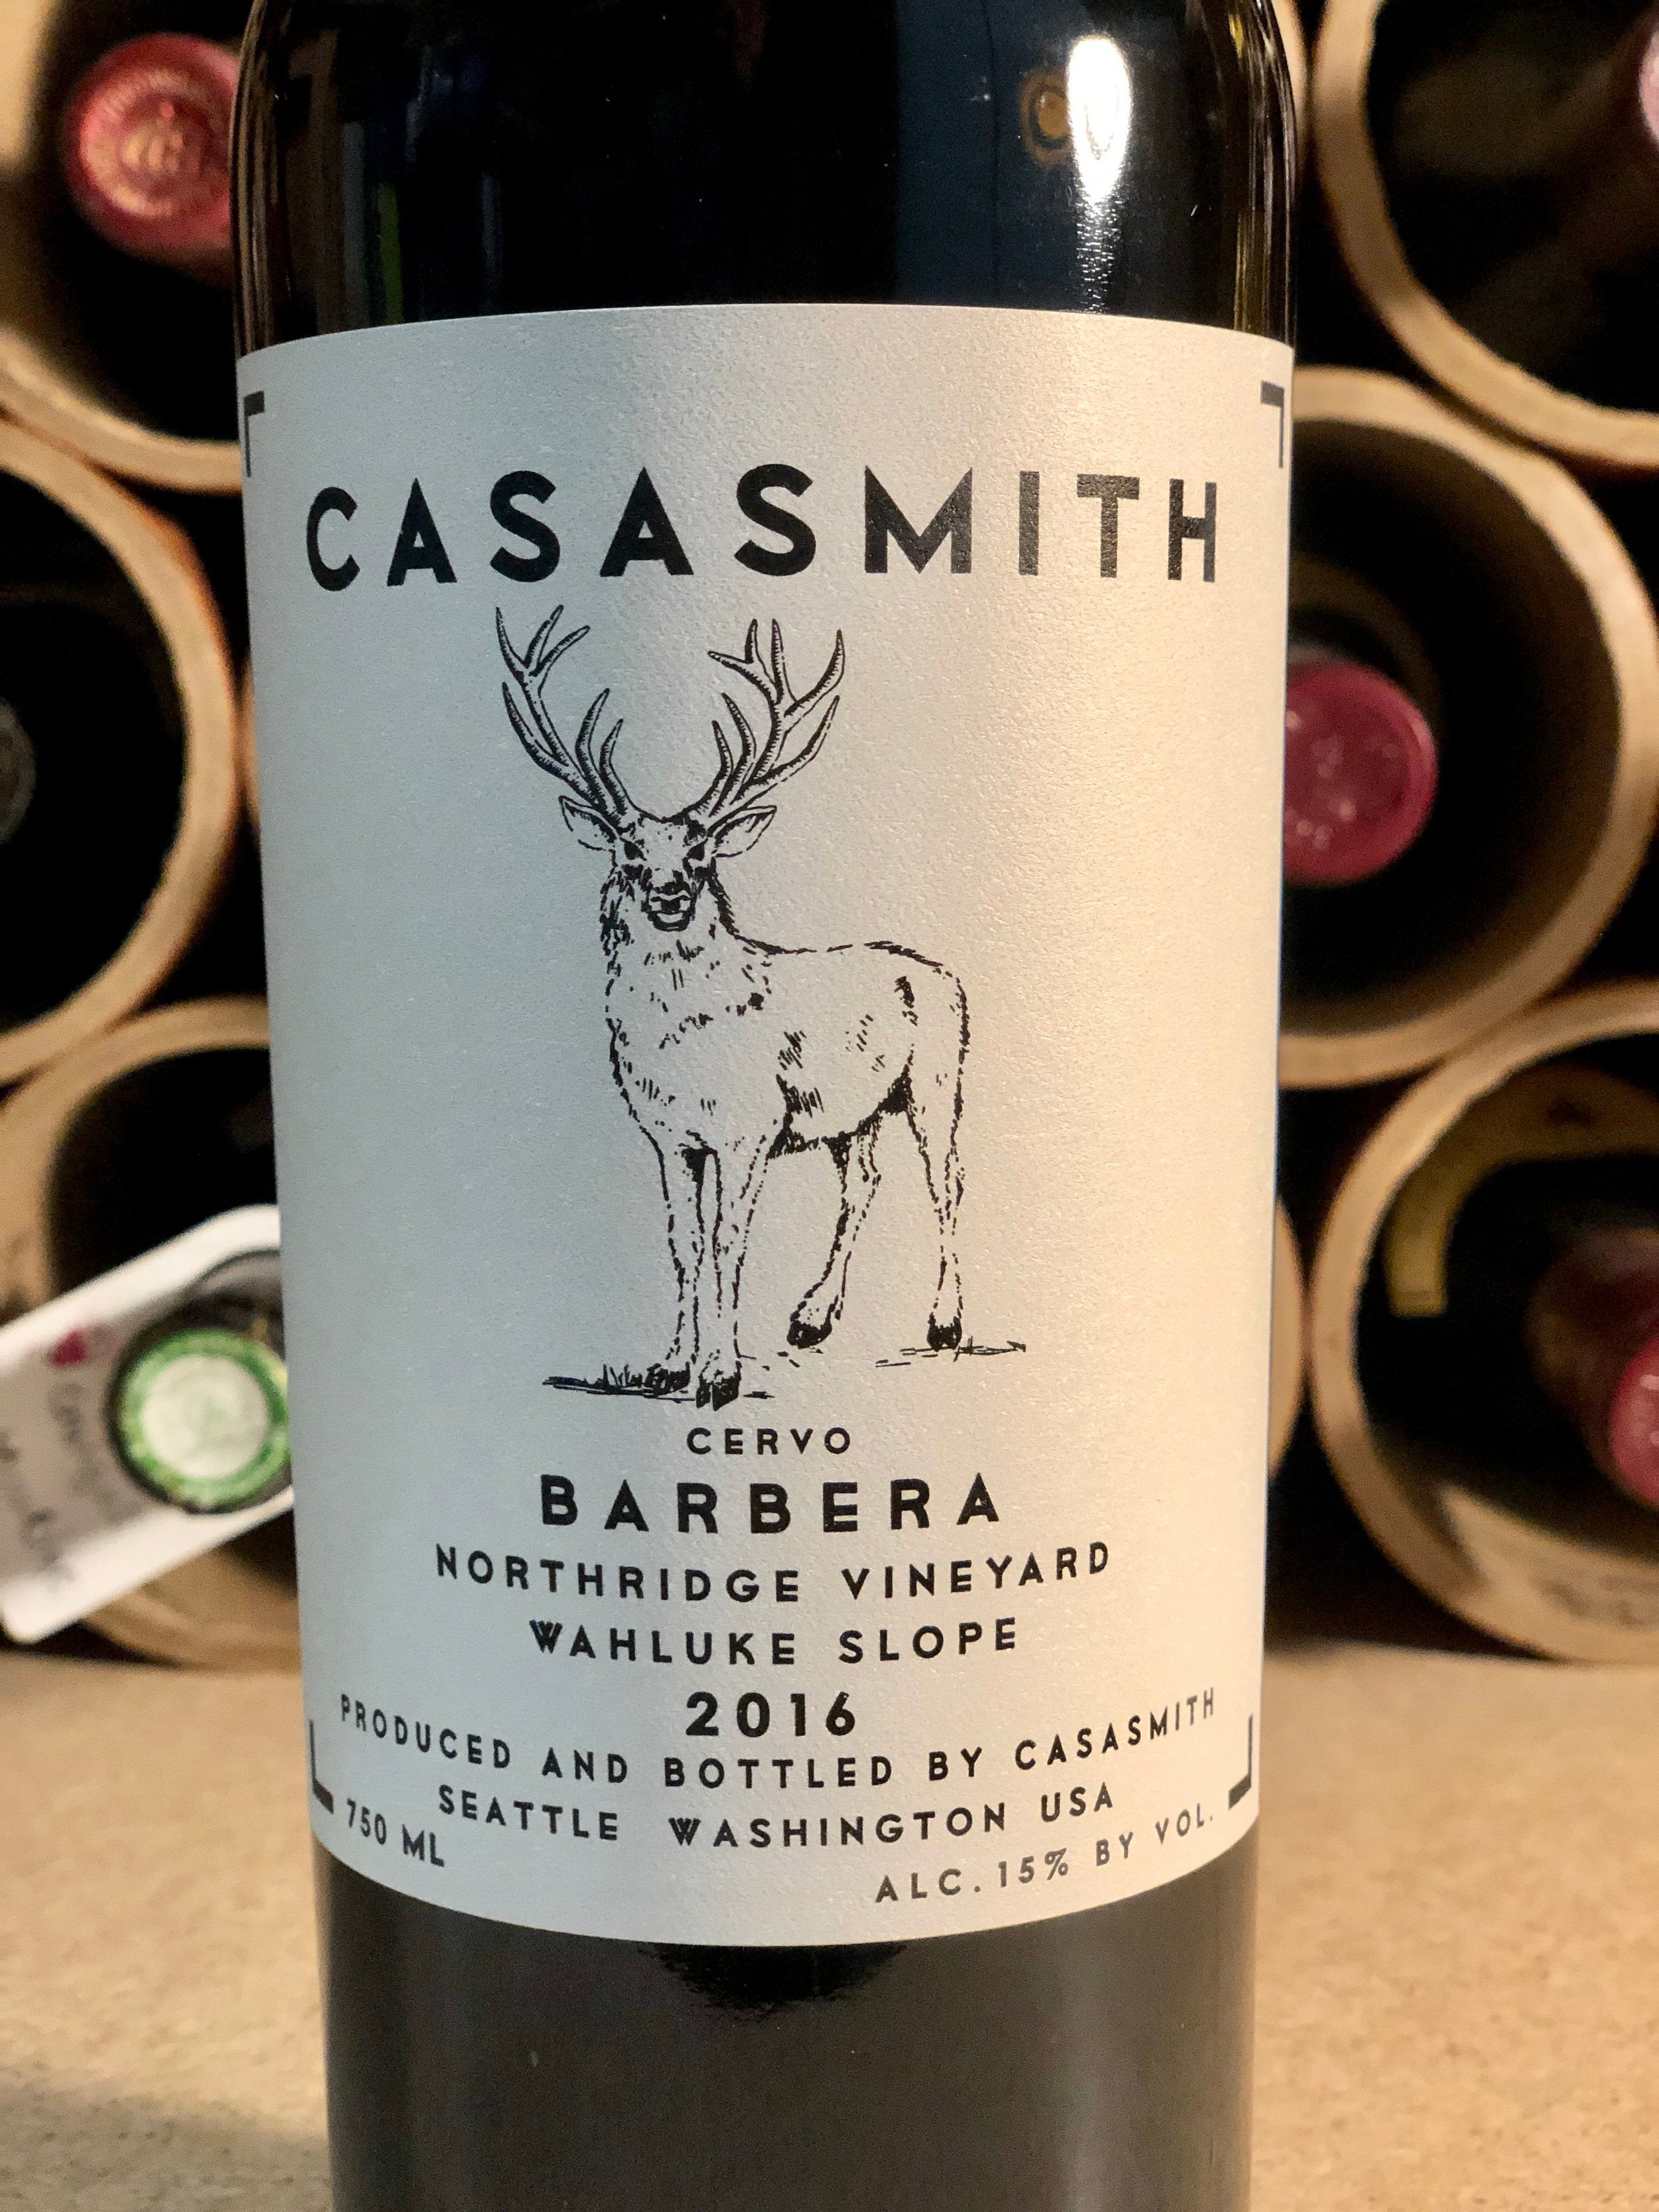 CASASMITH
CERVO
BARBERA
NORTHRIDGE VINEYARD
WAHLUKE SLOPE
2016
PRODUCED AND BOTTLED BY CASASMITH
SEATTLE WASHINGTON USA
750 ML
ALC. 15% BY VOL.